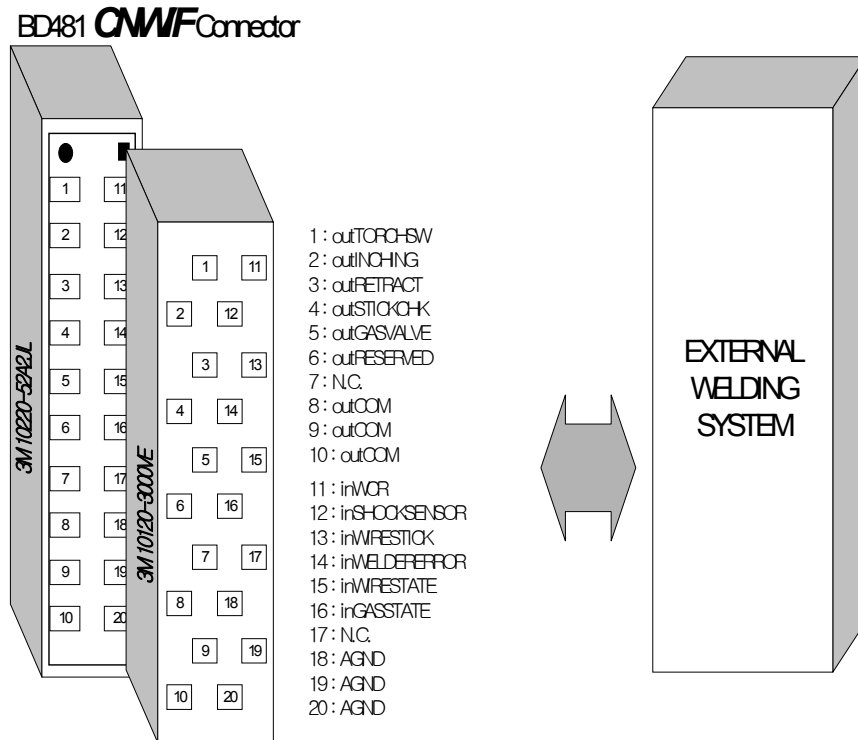 BD481 CNWIF Connector
1 11
2 12
3 13
4 14
5 15
6 16
7 17
8 18
9 19
10 20
3M 10220-52A2JL
1 11
2 12
3 13
4 14
5 15
6 16
7 17
8 18
9 19
10 20
3M 10120-3000VE
1 : outTORCHSW
2 : outINCHING
3 : outRETRACT
4 : outSTICKCHK
5 : outGASVALVE
6 : outRESERVED
7 : N.C.
8 : outCOM
9 : outCOM
10 : outCOM
11 : inWCR
12 : inSHOCKSENSOR
13 : inWIRESTICK
14 : inWELDERERROR
15 : inWIRESTATE
16 : inGASSTATE
17 : N.C.
18 : AGND
19 : AGND
20 : AGND
EXTERNAL
WELDING
SYSTEM